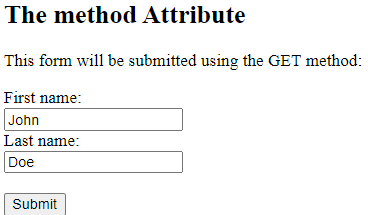 The method Attribute
This form will be submitted using the GET method:
First name:
John
Last name:
Doe
Submit